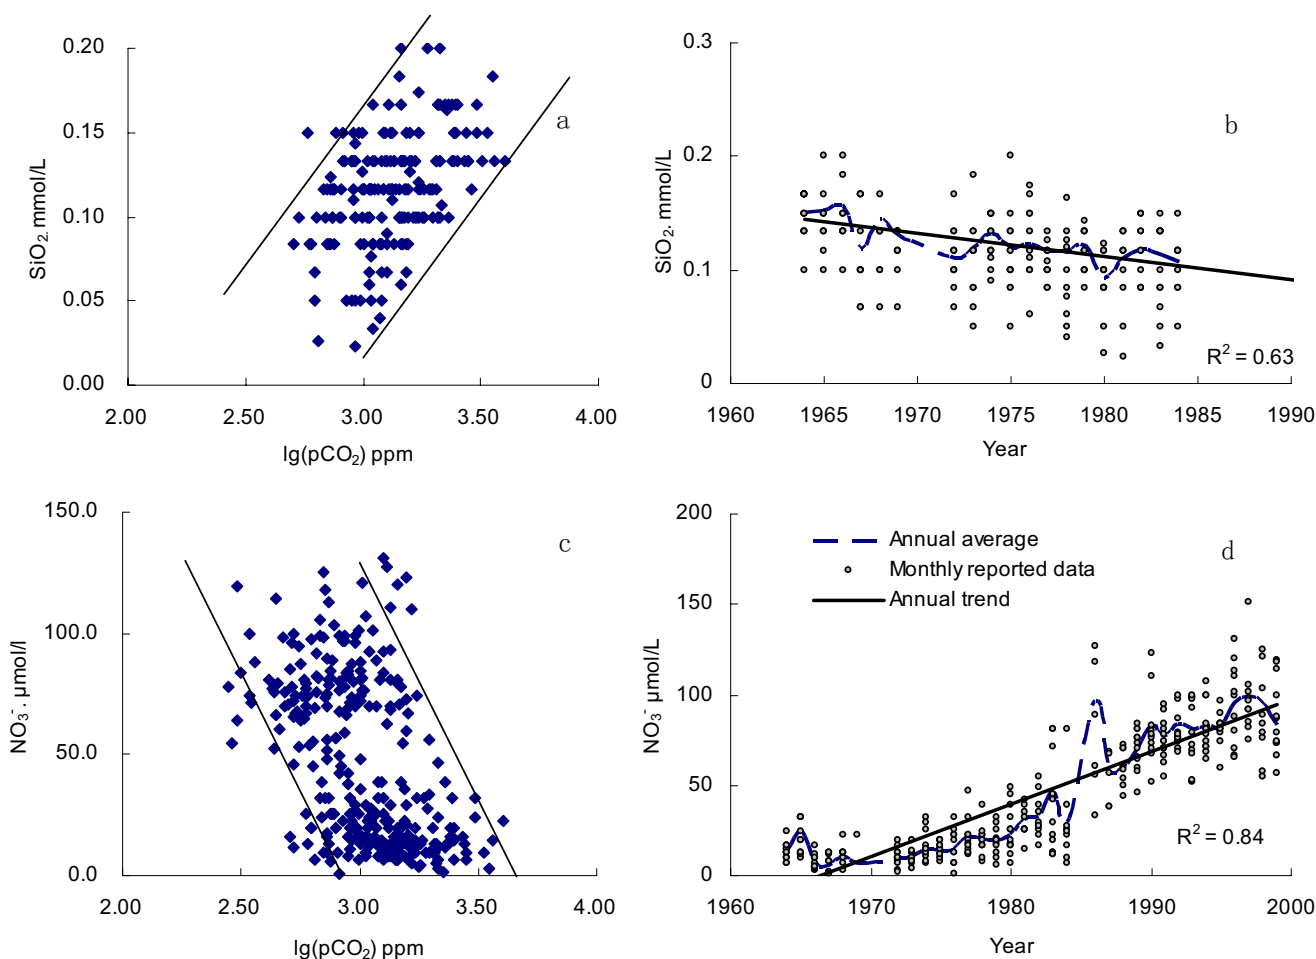 0.20
0.15
0.10
0.05
0.00
2.00 2.50 3.00 3.50 4.00
SiO2. mmol/L
lg(pCO2) ppm
a
0.3
0.2
0.1
0
1960 1965 1970 1975 1980 1985 1990
SiO2. mmol/L
Year
b
R2 = 0.63
150.0
100.0
50.0
0.0
2.00 2.50 3.00 3.50 4.00
NO3-. µmol/l
lg(pCO2) ppm
c
200
150
100
50
0
1960 1970 1980 1990 2000
NO3- µmol/L
Year
Annual average
Monthly reported data
Annual trend
d
R2 = 0.84